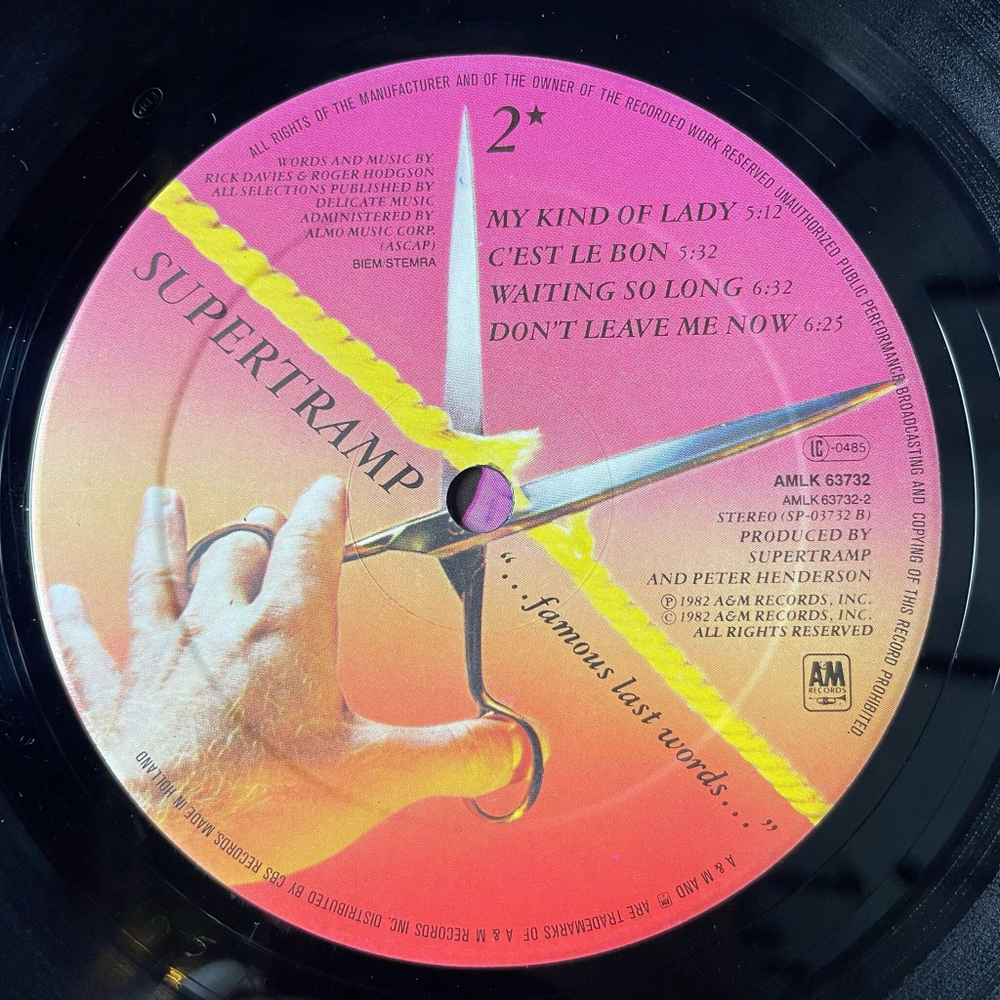 ALL RIGHTS OF THE MANUFACTURER AND OF THE OWNER OF THE RECORDED WORK RESERVED UNAUTHORIZED PUBLIC PERFORMANCE BROADCASTING AND COPYING OF THIS RECORD PROHIBITED.
2★
WORDS AND MUSIC BY
RICK DAVIES & ROGER HODGSON
ALL SELECTIONS PUBLISHED BY
DELICATE MUSIC
ADMINISTERED BY
ALMO MUSIC CORP.
(ASCAP)
BIEM/STEMRA
MY KIND OF LADY 5:12
C'EST LE BON 5:32
WAITING SO LONG 6:32
DON'T LEAVE ME NOW 6:25
SUPERTRAMP
LC-0485
AMLK 63732
AMLK 63732-2
STEREO (SP-03732 B)
PRODUCED BY
SUPERTRAMP
AND PETER HENDERSON
℗ 1982 A&M RECORDS, INC.
© 1982 A&M RECORDS, INC.
ALL RIGHTS RESERVED
A&M
RECORDS
“...famous last words...”
A & M AND A&M ARE TRADEMARKS OF A & M RECORDS INC. DISTRIBUTED BY CBS RECORDS. MADE IN HOLLAND